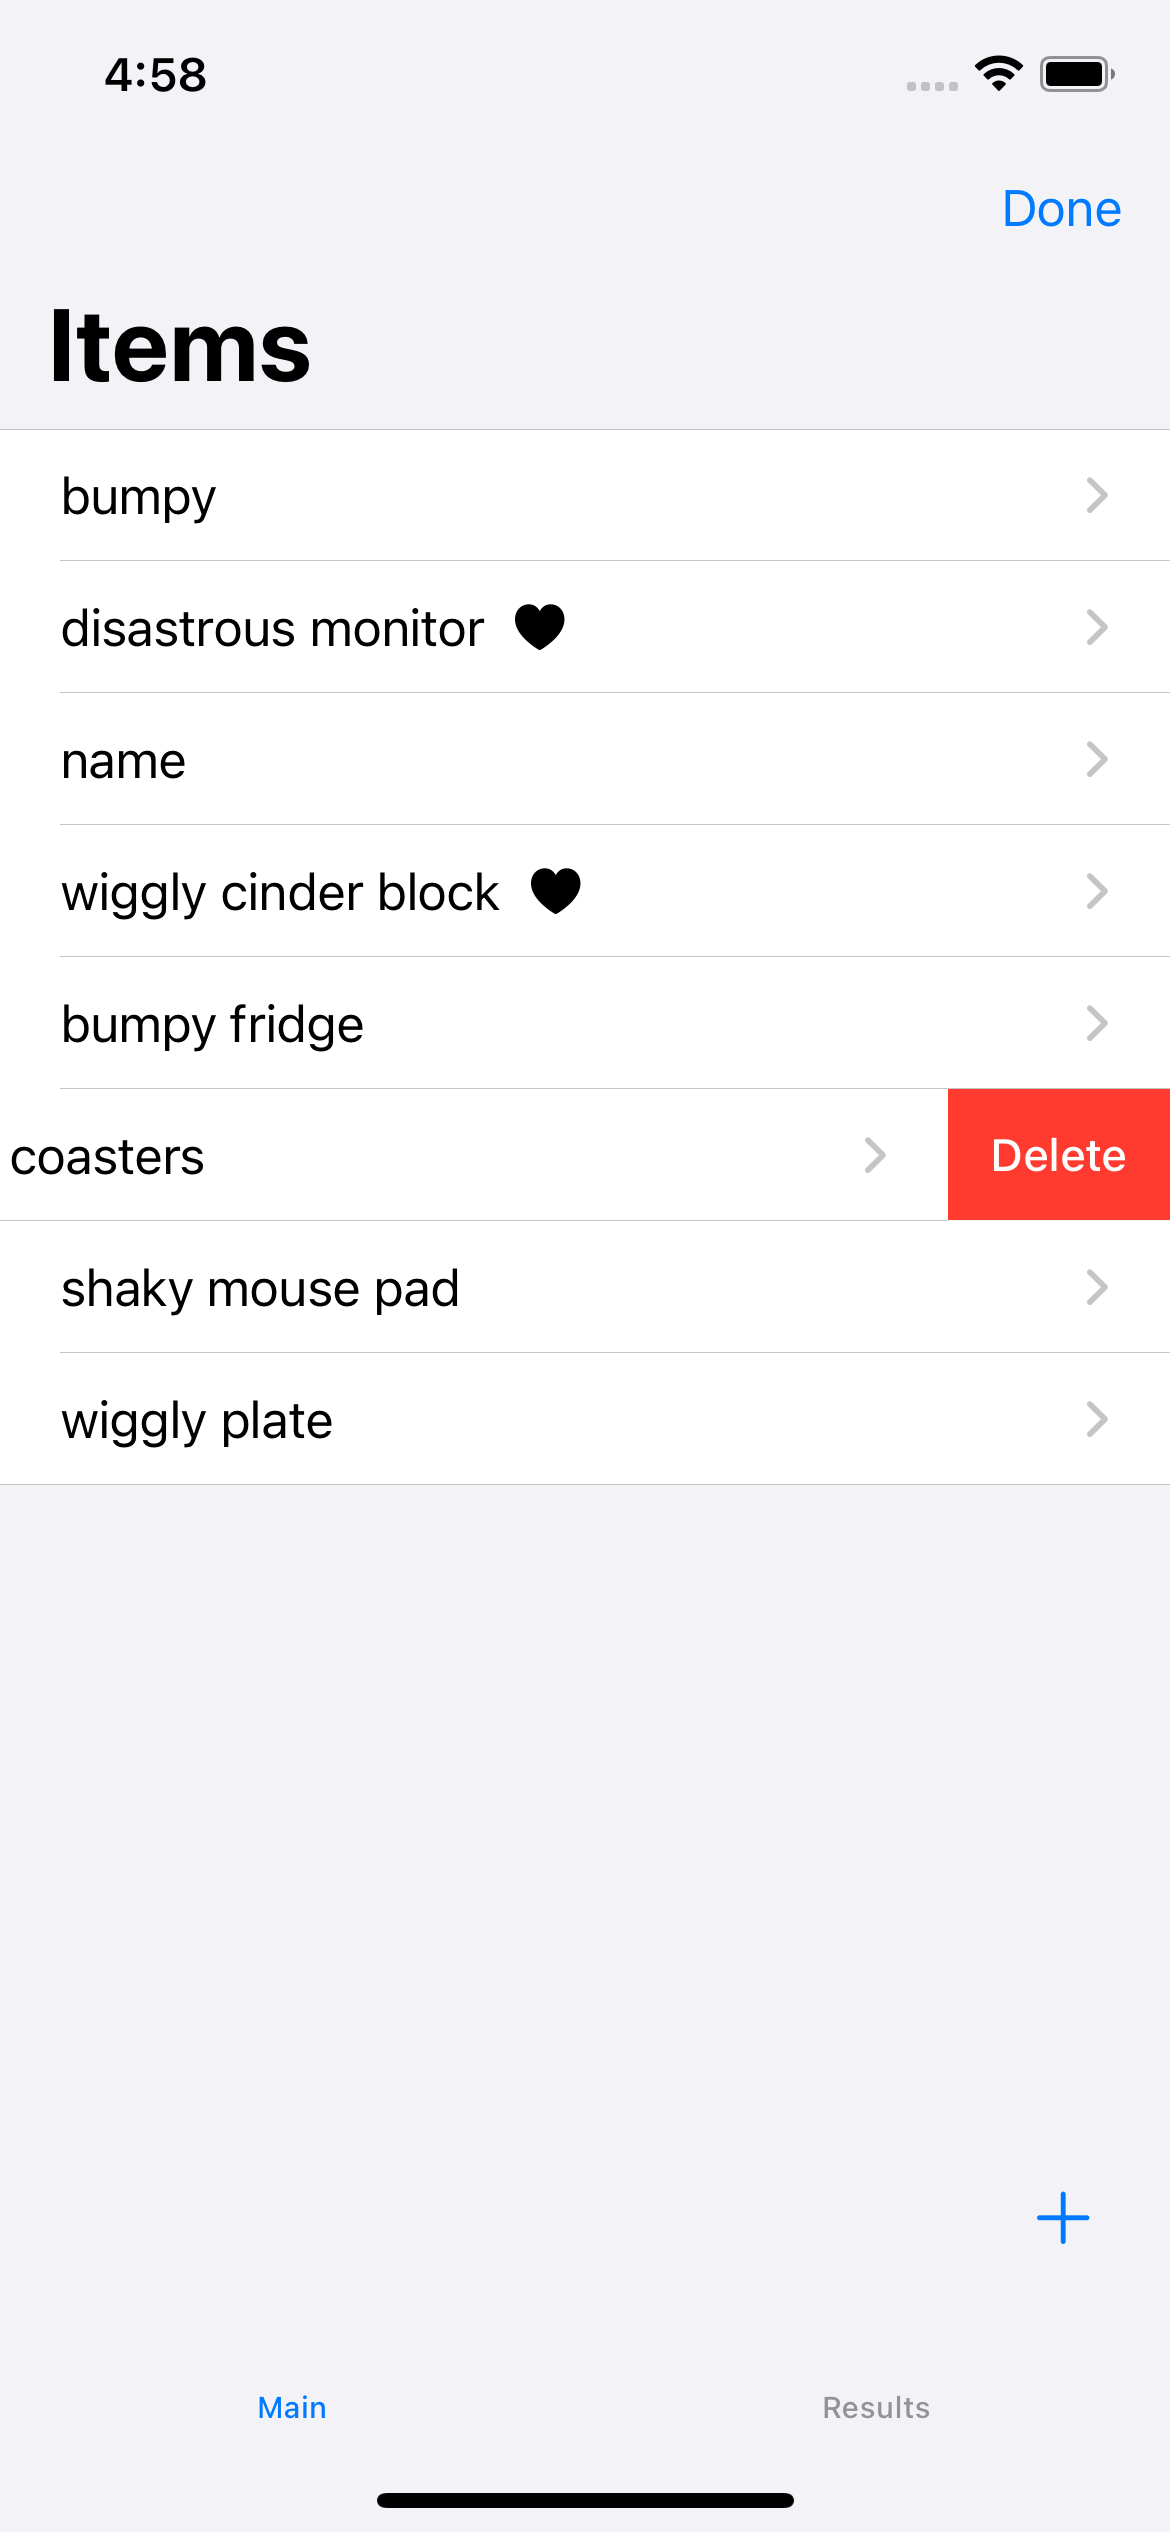 4:58
Done
Items
bumpy
disastrous monitor
name
wiggly cinder block
bumpy fridge
coasters
Delete
shaky mouse pad
wiggly plate
Main
Results